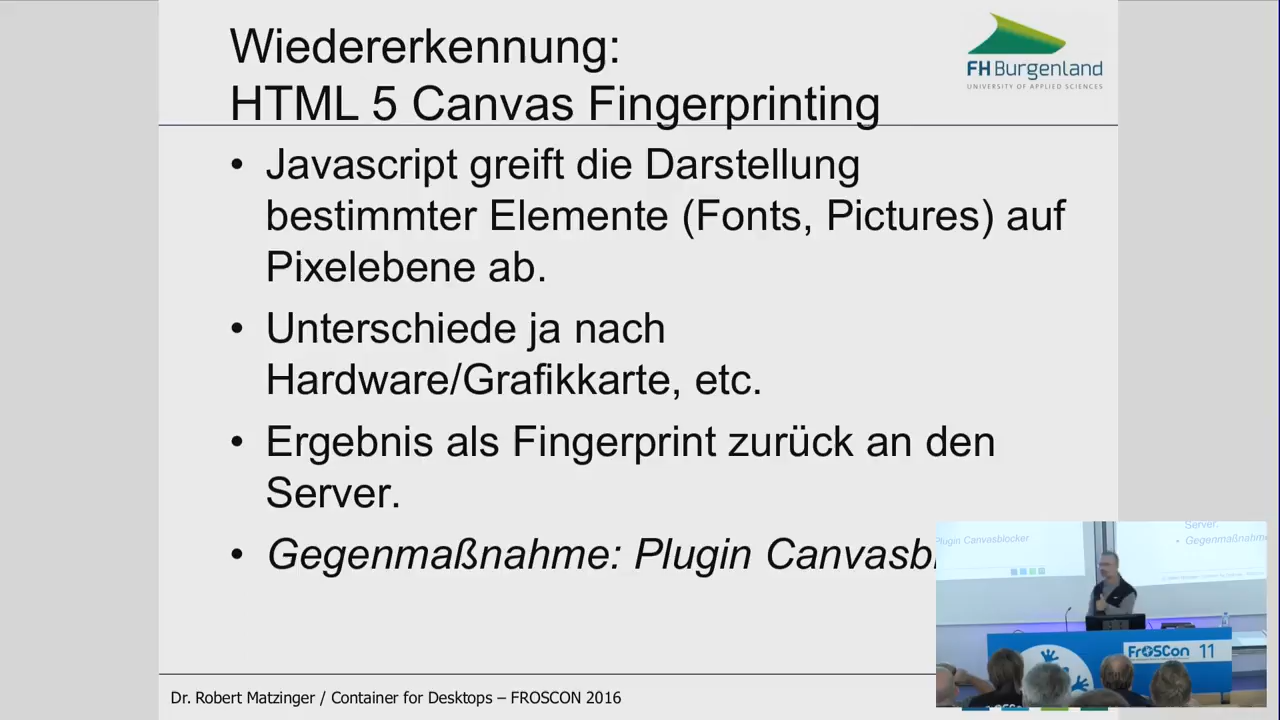 Wiedererkennung:
HTML 5 Canvas Fingerprinting
FH Burgenland
UNIVERSITY OF APPLIED SCIENCES
• Javascript greift die Darstellung
bestimmter Elemente (Fonts, Pictures) auf
Pixelebene ab.
• Unterschiede ja nach
Hardware/Grafikkarte, etc.
• Ergebnis als Fingerprint zurück an den
Server.
• Gegenmaßnahme: Plugin Canvasbl
Plugin Canvasblocker
Server.
• Gegenmaßnahme
FrOSCon 11
Dr. Robert Matzinger / Container for Desktops – FROSCON 2016